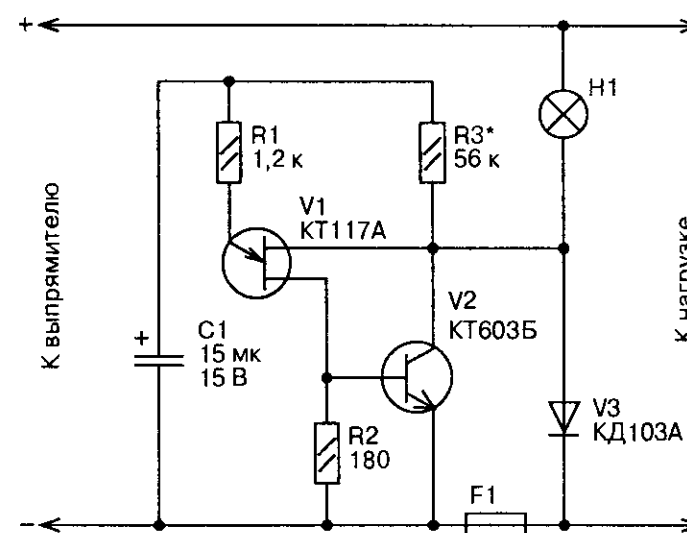 +
H1
R1
1,2 к
R3*
56 к
К выпрямителю
V1
КТ117А
К нагрузке
V2
КТ603Б
+
C1
15 мк
15 В
V3
КД103А
R2
180
F1
–